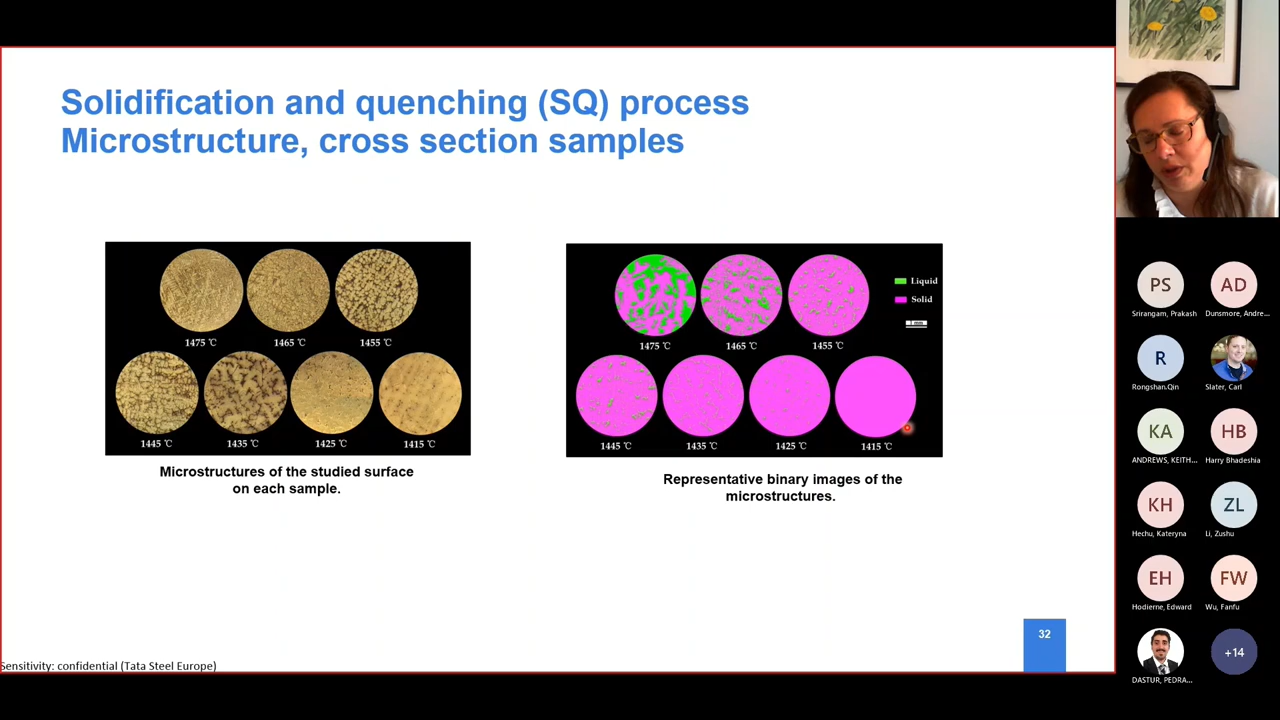 Solidification and quenching (SQ) process
Microstructure, cross section samples
1475 ℃
1465 ℃
1455 ℃
1445 ℃
1435 ℃
1425 ℃
1415 ℃
Microstructures of the studied surface
on each sample.
Liquid
Solid
1475 ℃
1465 ℃
1455 ℃
1445 ℃
1435 ℃
1425 ℃
1415 ℃
Representative binary images of the
microstructures.
32
Sensitivity: confidential (Tata Steel Europe)
PS
AD
Srirangam, Prakash
Dunsmore, Andre...
R
Rongshan.Qin
Slater, Carl
KA
HB
ANDREWS, KEITH...
Harry Bhadeshia
KH
ZL
Hechu, Kateryna
Li, Zushu
EH
FW
Hodierne, Edward
Wu, Fanfu
+14
DASTUR, PEDRA...